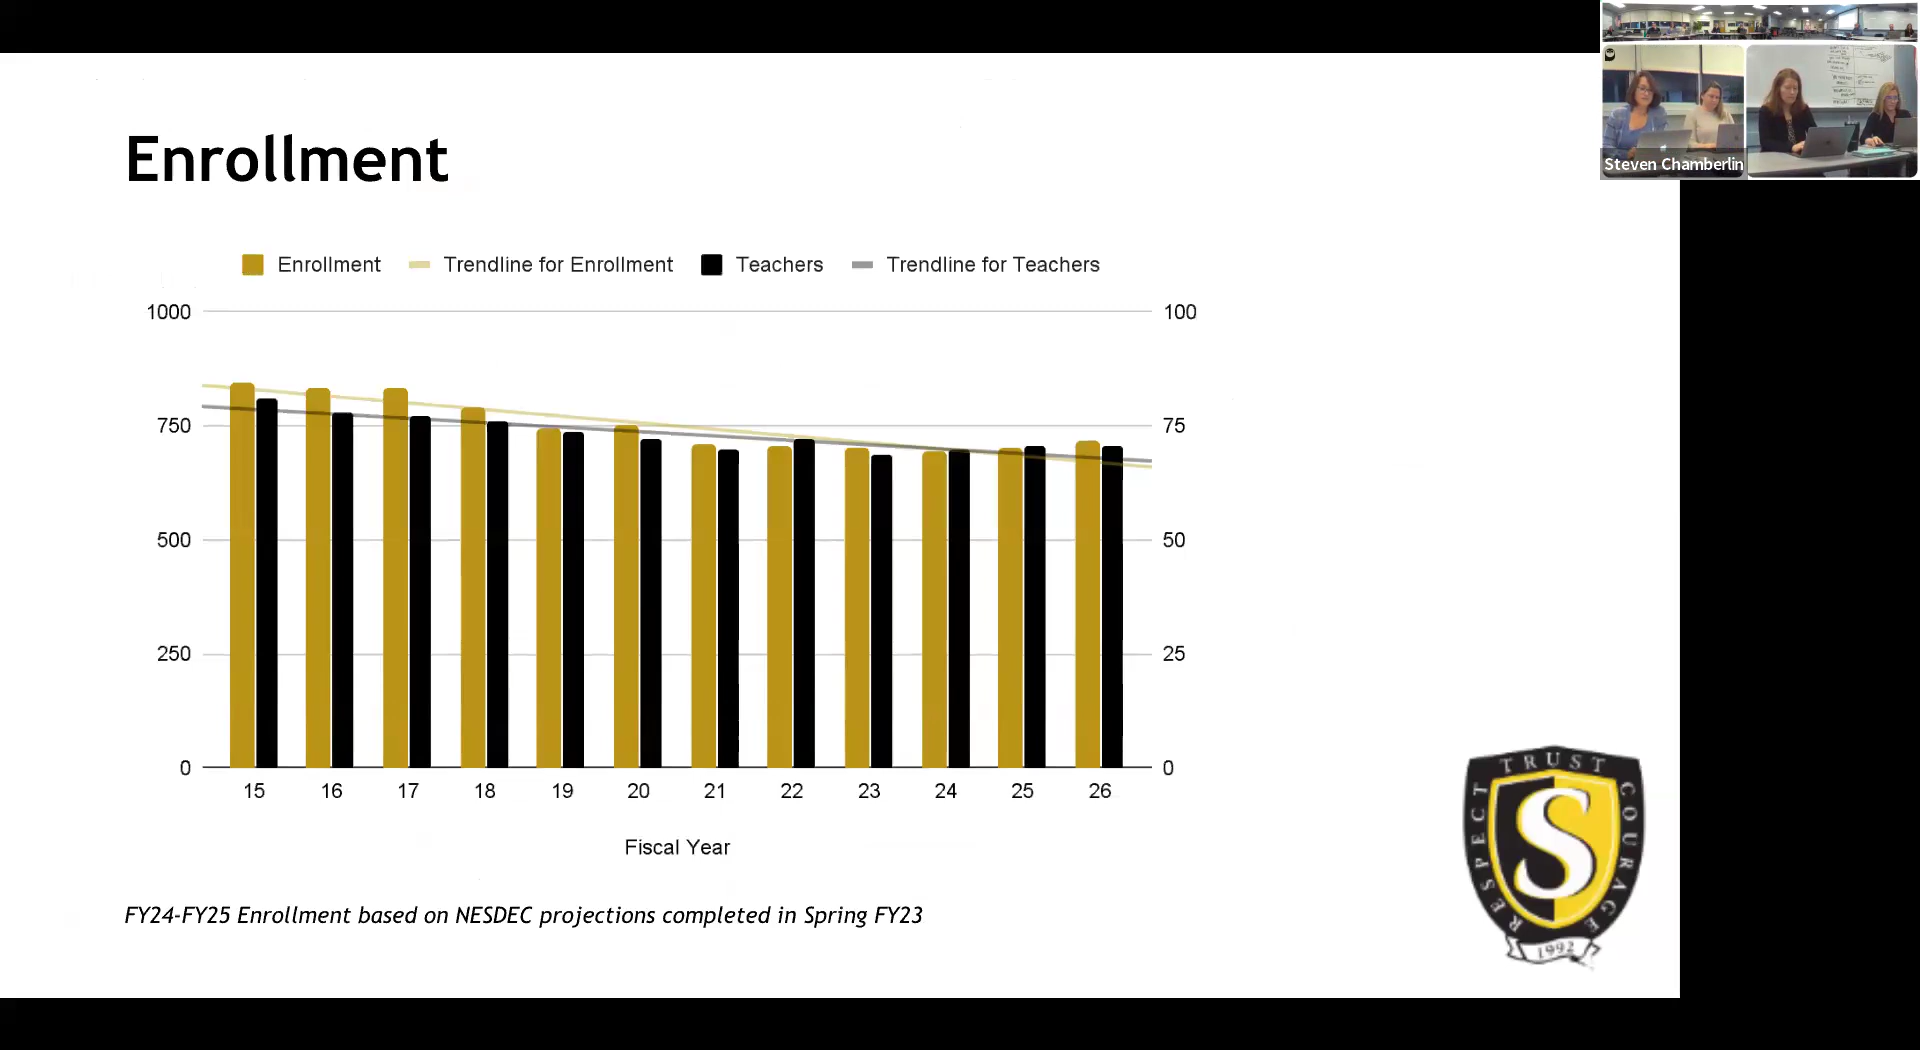 Steven Chamberlin
Enrollment
Enrollment Trendline for Enrollment Teachers Trendline for Teachers
1000 100
750 75
500 50
250 25
0 0
15 16 17 18 19 20 21 22 23 24 25 26
Fiscal Year
FY24-FY25 Enrollment based on NESDEC projections completed in Spring FY23
RESPECT TRUST COURAGE
S
1992